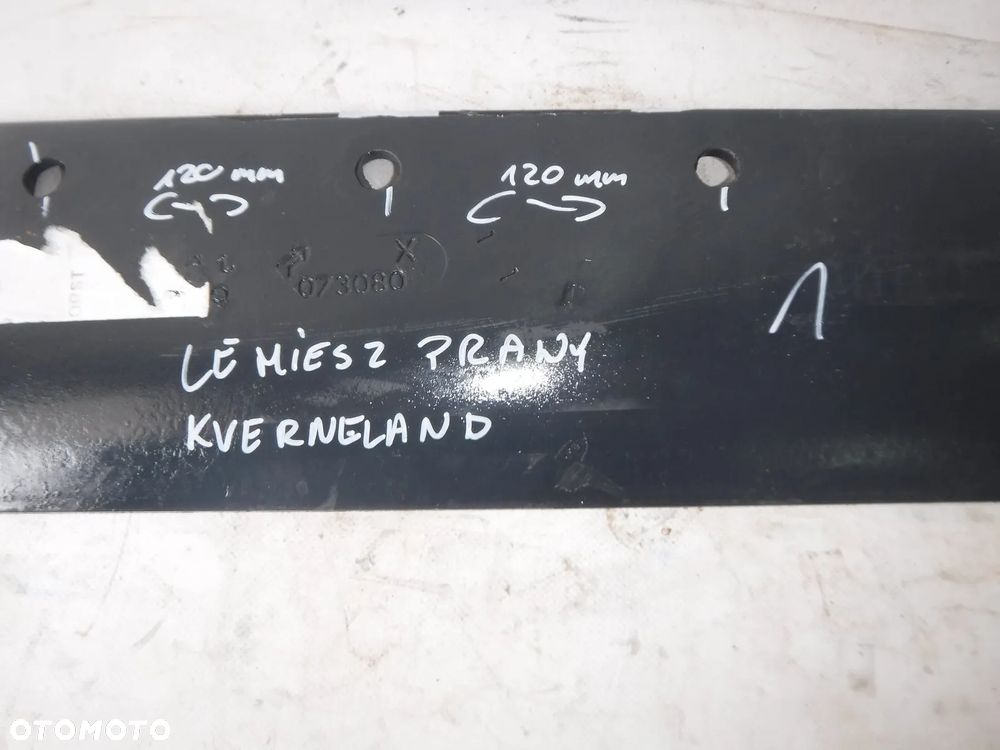 120 mm 120 mm
X
073080
1
LEMIESZ PRAWY
KVERNELAND
OTOMOTO